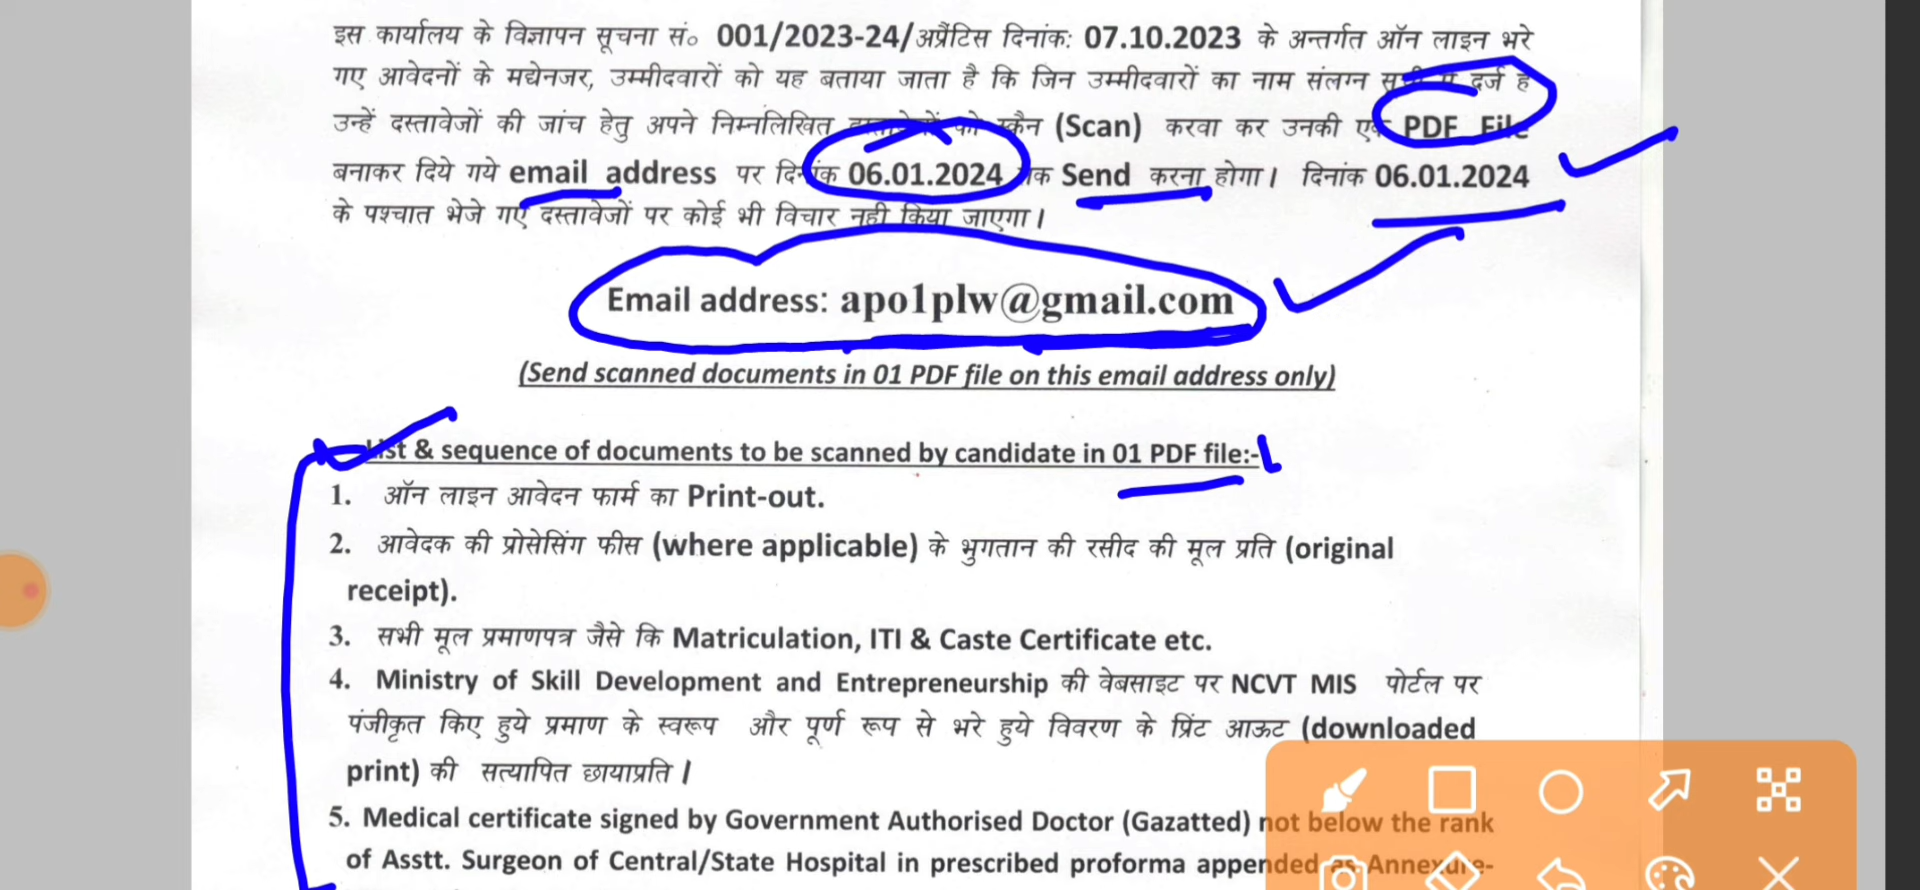 इस कार्यालय के विज्ञापन सूचना सं० 001/2023-24/अप्रैंटिस दिनांक: 07.10.2023 के अन्तर्गत ऑन लाइन भरे
गए आवेदनों के मद्येनजर, उम्मीदवारों को यह बताया जाता है कि जिन उम्मीदवारों का नाम संलग्न सूची में दर्ज है
उन्हें दस्तावेजों की जांच हेतु अपने निम्नलिखित दस्तावेजों को स्कैन (Scan) करवा कर उनकी एक PDF File
बनाकर दिये गये email address पर दिनांक 06.01.2024 तक Send करना होगा। दिनांक 06.01.2024
के पश्चात भेजे गए दस्तावेजों पर कोई भी विचार नही किया जाएगा।
Email address: apo1plw@gmail.com
(Send scanned documents in 01 PDF file on this email address only)
List & sequence of documents to be scanned by candidate in 01 PDF file:-
1. ऑन लाइन आवेदन फार्म का Print-out.
2. आवेदक की प्रोसेसिंग फीस (where applicable) के भुगतान की रसीद की मूल प्रति (original
receipt).
3. सभी मूल प्रमाणपत्र जैसे कि Matriculation, ITI & Caste Certificate etc.
4. Ministry of Skill Development and Entrepreneurship की वेबसाइट पर NCVT MIS पोर्टल पर
पंजीकृत किए हुये प्रमाण के स्वरूप और पूर्ण रूप से भरे हुये विवरण के प्रिंट आऊट (downloaded
print) की सत्यापित छायाप्रति।
5. Medical certificate signed by Government Authorised Doctor (Gazatted) not below the rank
of Asstt. Surgeon of Central/State Hospital in prescribed proforma appended as Annexure-